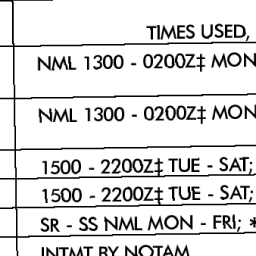 TIMES USED,
NML 1300 - 0200Z‡ MON
NML 1300 - 0200Z‡ MON
1500 - 2200Z‡ TUE - SAT;
1500 - 2200Z‡ TUE - SAT;
SR - SS NML MON - FRI; *
INTMT BY NOTAM